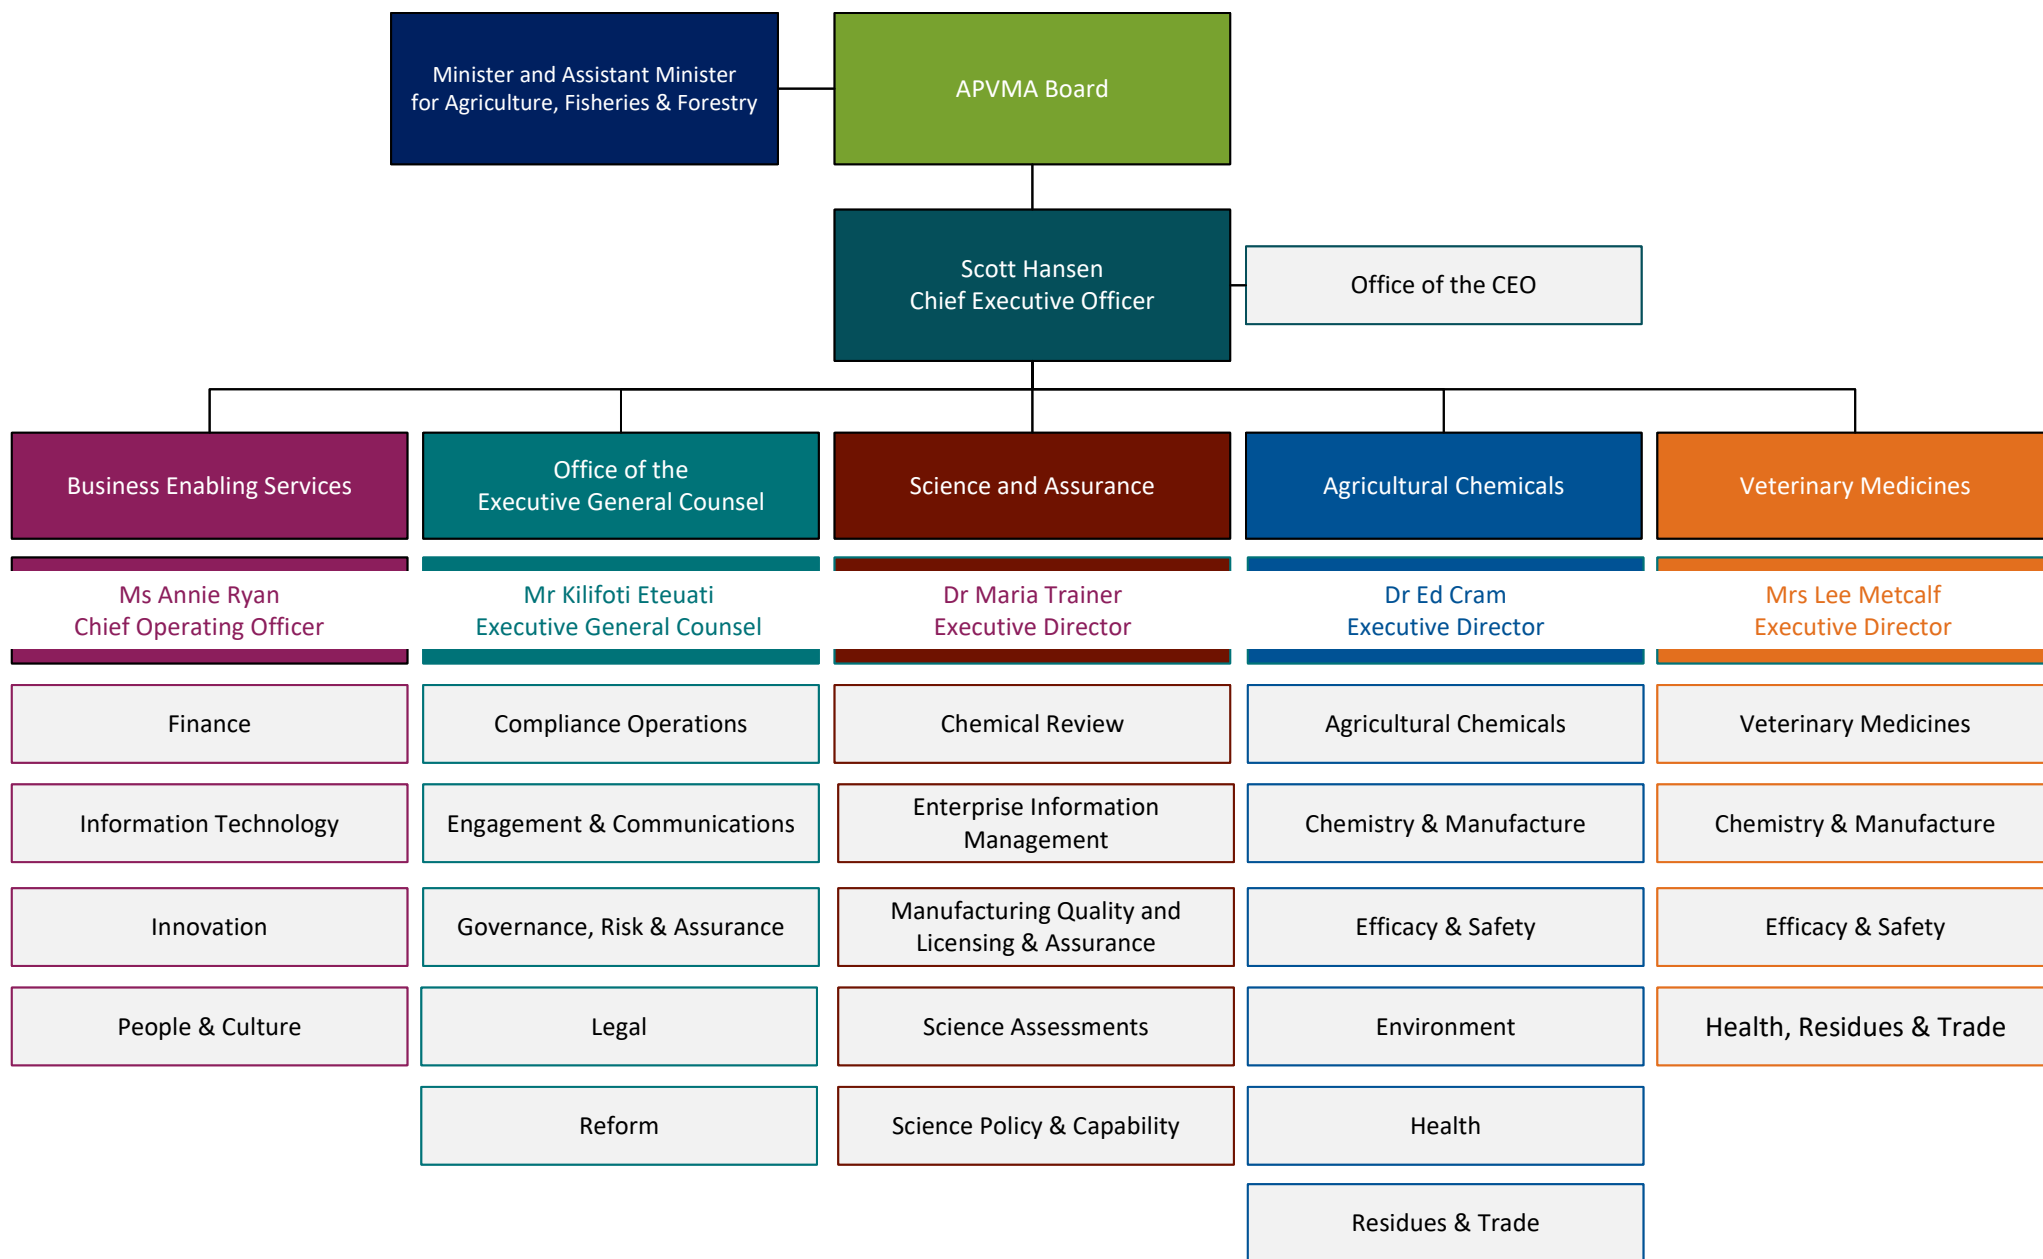 Minister and Assistant Minister
for Agriculture, Fisheries & Forestry
APVMA Board
Scott Hansen
Chief Executive Officer
Office of the CEO
Business Enabling Services
Office of the
Executive General Counsel
Science and Assurance
Agricultural Chemicals
Veterinary Medicines
Ms Annie Ryan
Chief Operating Officer
Mr Kilifoti Eteuati
Executive General Counsel
Dr Maria Trainer
Executive Director
Dr Ed Cram
Executive Director
Mrs Lee Metcalf
Executive Director
Finance
Compliance Operations
Chemical Review
Agricultural Chemicals
Veterinary Medicines
Information Technology
Engagement & Communications
Enterprise Information
Management
Chemistry & Manufacture
Chemistry & Manufacture
Innovation
Governance, Risk & Assurance
Manufacturing Quality and
Licensing & Assurance
Efficacy & Safety
Efficacy & Safety
People & Culture
Legal
Science Assessments
Environment
Health, Residues & Trade
Reform
Science Policy & Capability
Health
Residues & Trade